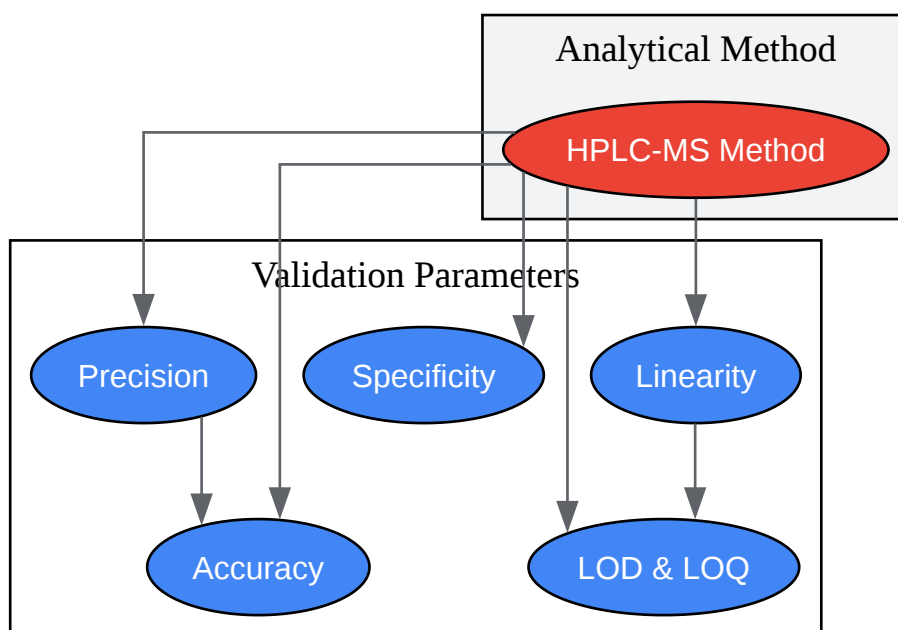 Analytical Method
HPLC-MS Method
Validation Parameters
Precision
Specificity
Linearity
Accuracy
LOD & LOQ